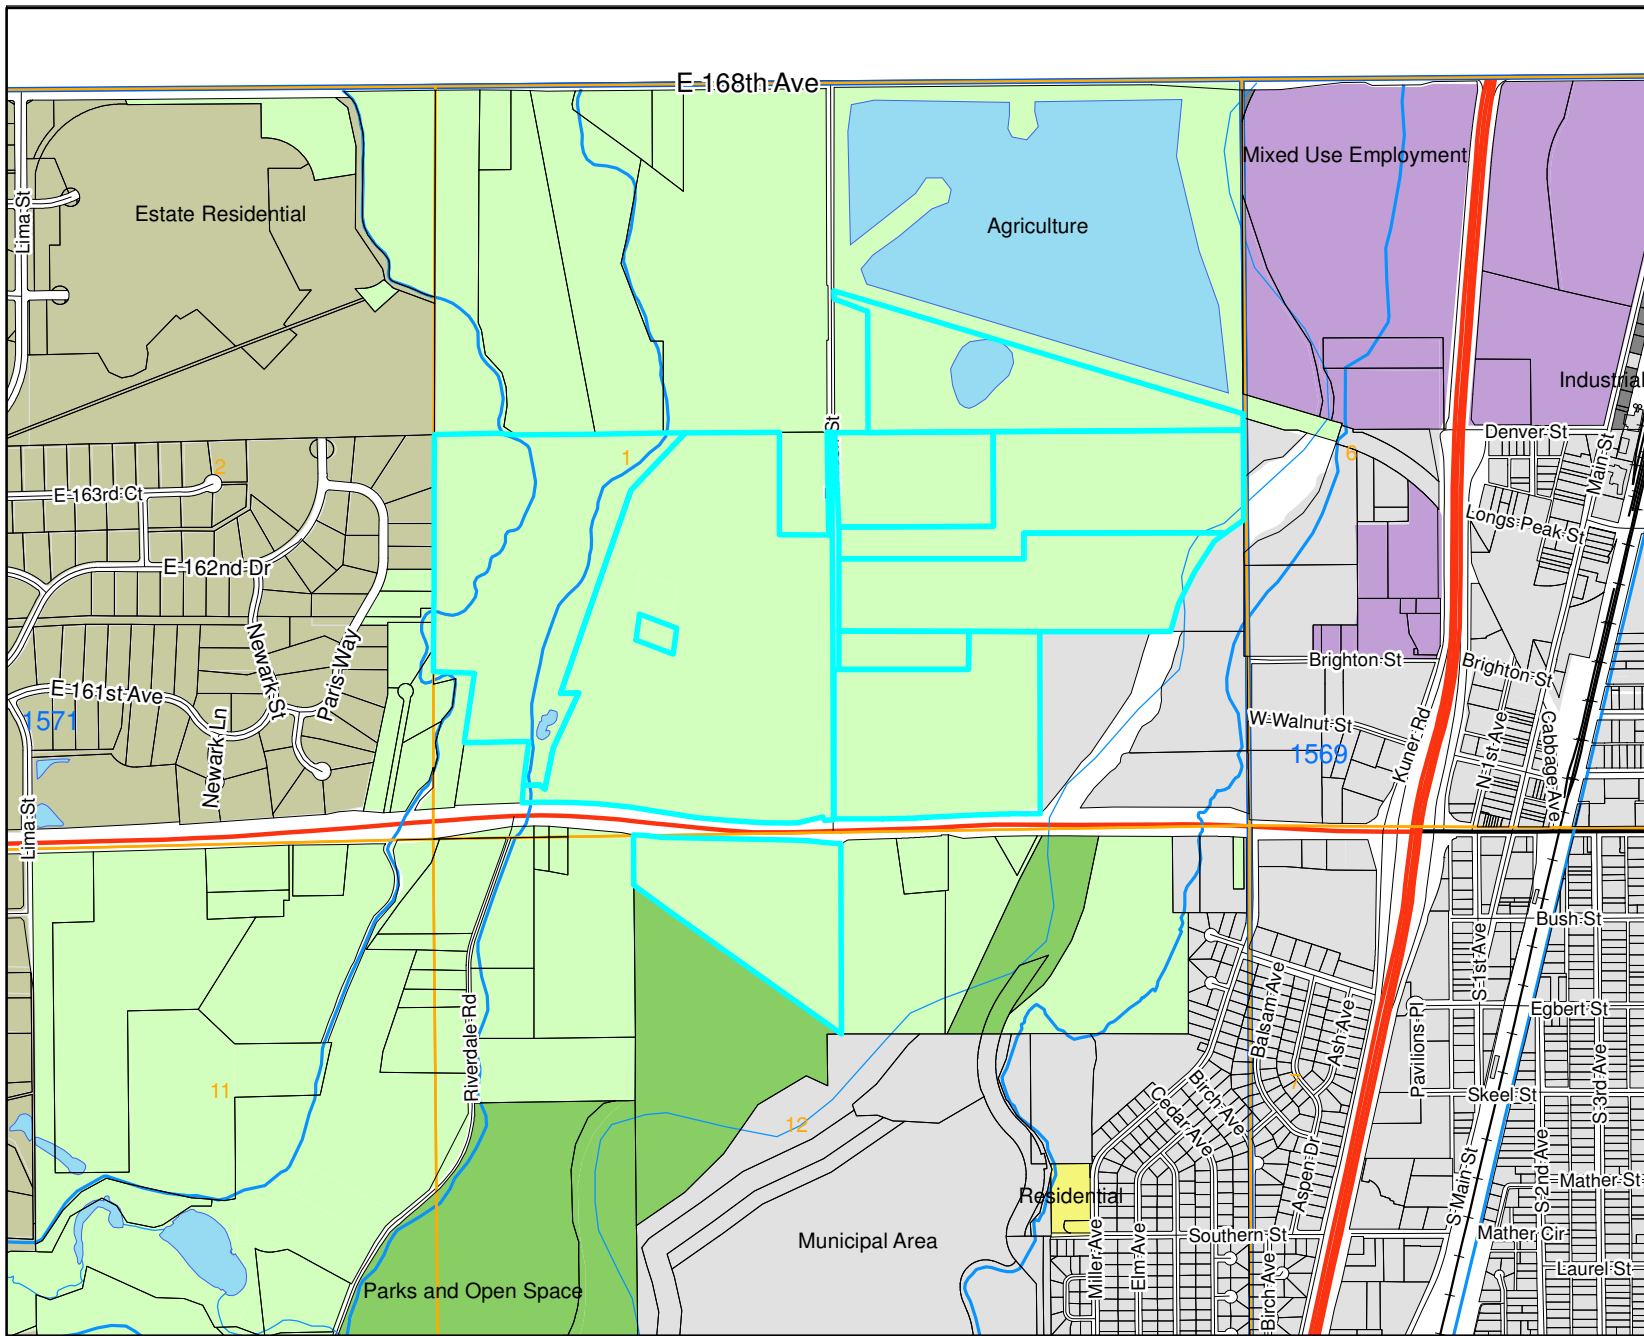 E 168th Ave
Mixed Use Employment
Estate Residential
Lima St
Agriculture
Industrial
St
Denver St
Main St
1
2
6
E 163rd Ct
Longs Peak St
E 162nd Dr
Newark St
Paris Way
Brighton St
Brighton St
E 161st Ave
1571
Newark Ln
W Walnut St
1569
Kuner Rd
N 1st Ave
Cabbage Ave
Lima St
Bush St
S 1st Ave
Riverdale Rd
Balsam Ave
Ash Ave
Pavilions Pl
Egbert St
S 3rd Ave
11
12
7
Birch Ave
Cedar Ave
Skeel St
Aspen Dr
S Main St
S 2nd Ave
Mather St
Residential
Municipal Area
Miller Ave
Elm Ave
Southern St
Mather Cir
Birch Ave
Laurel St
Parks and Open Space